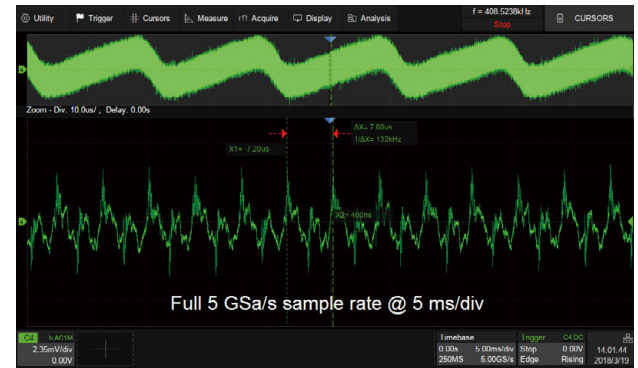 Utility Trigger Cursors Measure Acquire Display Analysis f = 408.5238kHz Stop CURSORS
Zoom - Div. 10.0us/ , Delay. 0.00s
ΔX= 7.60us
1/ΔX= 132kHz
X1= -7.20us
X2= 400ns
Full 5 GSa/s sample rate @ 5 ms/div
C4 AC1M
2.35mV/div
0.00V
Timebase
0.00s 5.00ms/div
250MS 5.00GS/s
Trigger C4 DC
Stop 0.00V
Edge Rising
14.01.44
2018/3/19